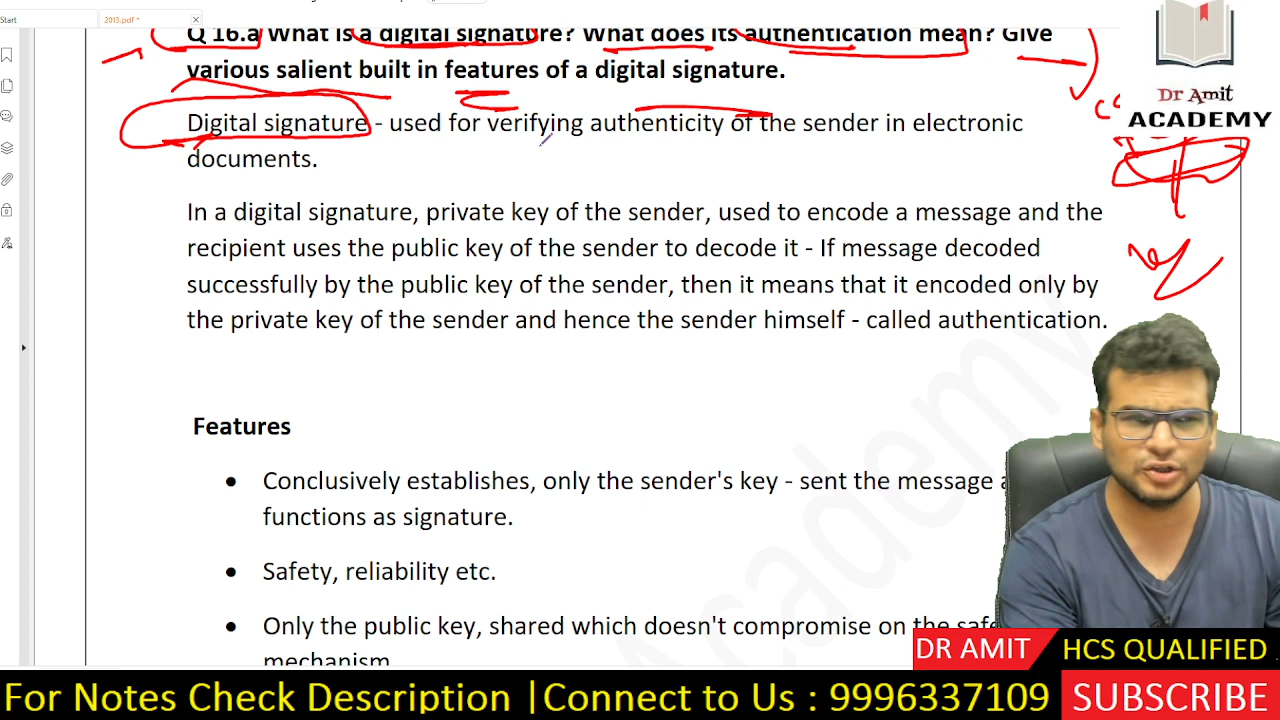 Start
2013.pdf *
Q 16.a What is a digital signature? What does its authentication mean? Give
various salient built in features of a digital signature.
Digital signature - used for verifying authenticity of the sender in electronic
documents.
In a digital signature, private key of the sender, used to encode a message and the
recipient uses the public key of the sender to decode it - If message decoded
successfully by the public key of the sender, then it means that it encoded only by
the private key of the sender and hence the sender himself - called authentication.
Features
• Conclusively establishes, only the sender's key - sent the message
functions as signature.
• Safety, reliability etc.
• Only the public key, shared which doesn't compromise on the
mechanism
Academy
Dr Amit
ACADEMY
DR AMIT HCS QUALIFIED
For Notes Check Description |Connect to Us : 9996337109 SUBSCRIBE